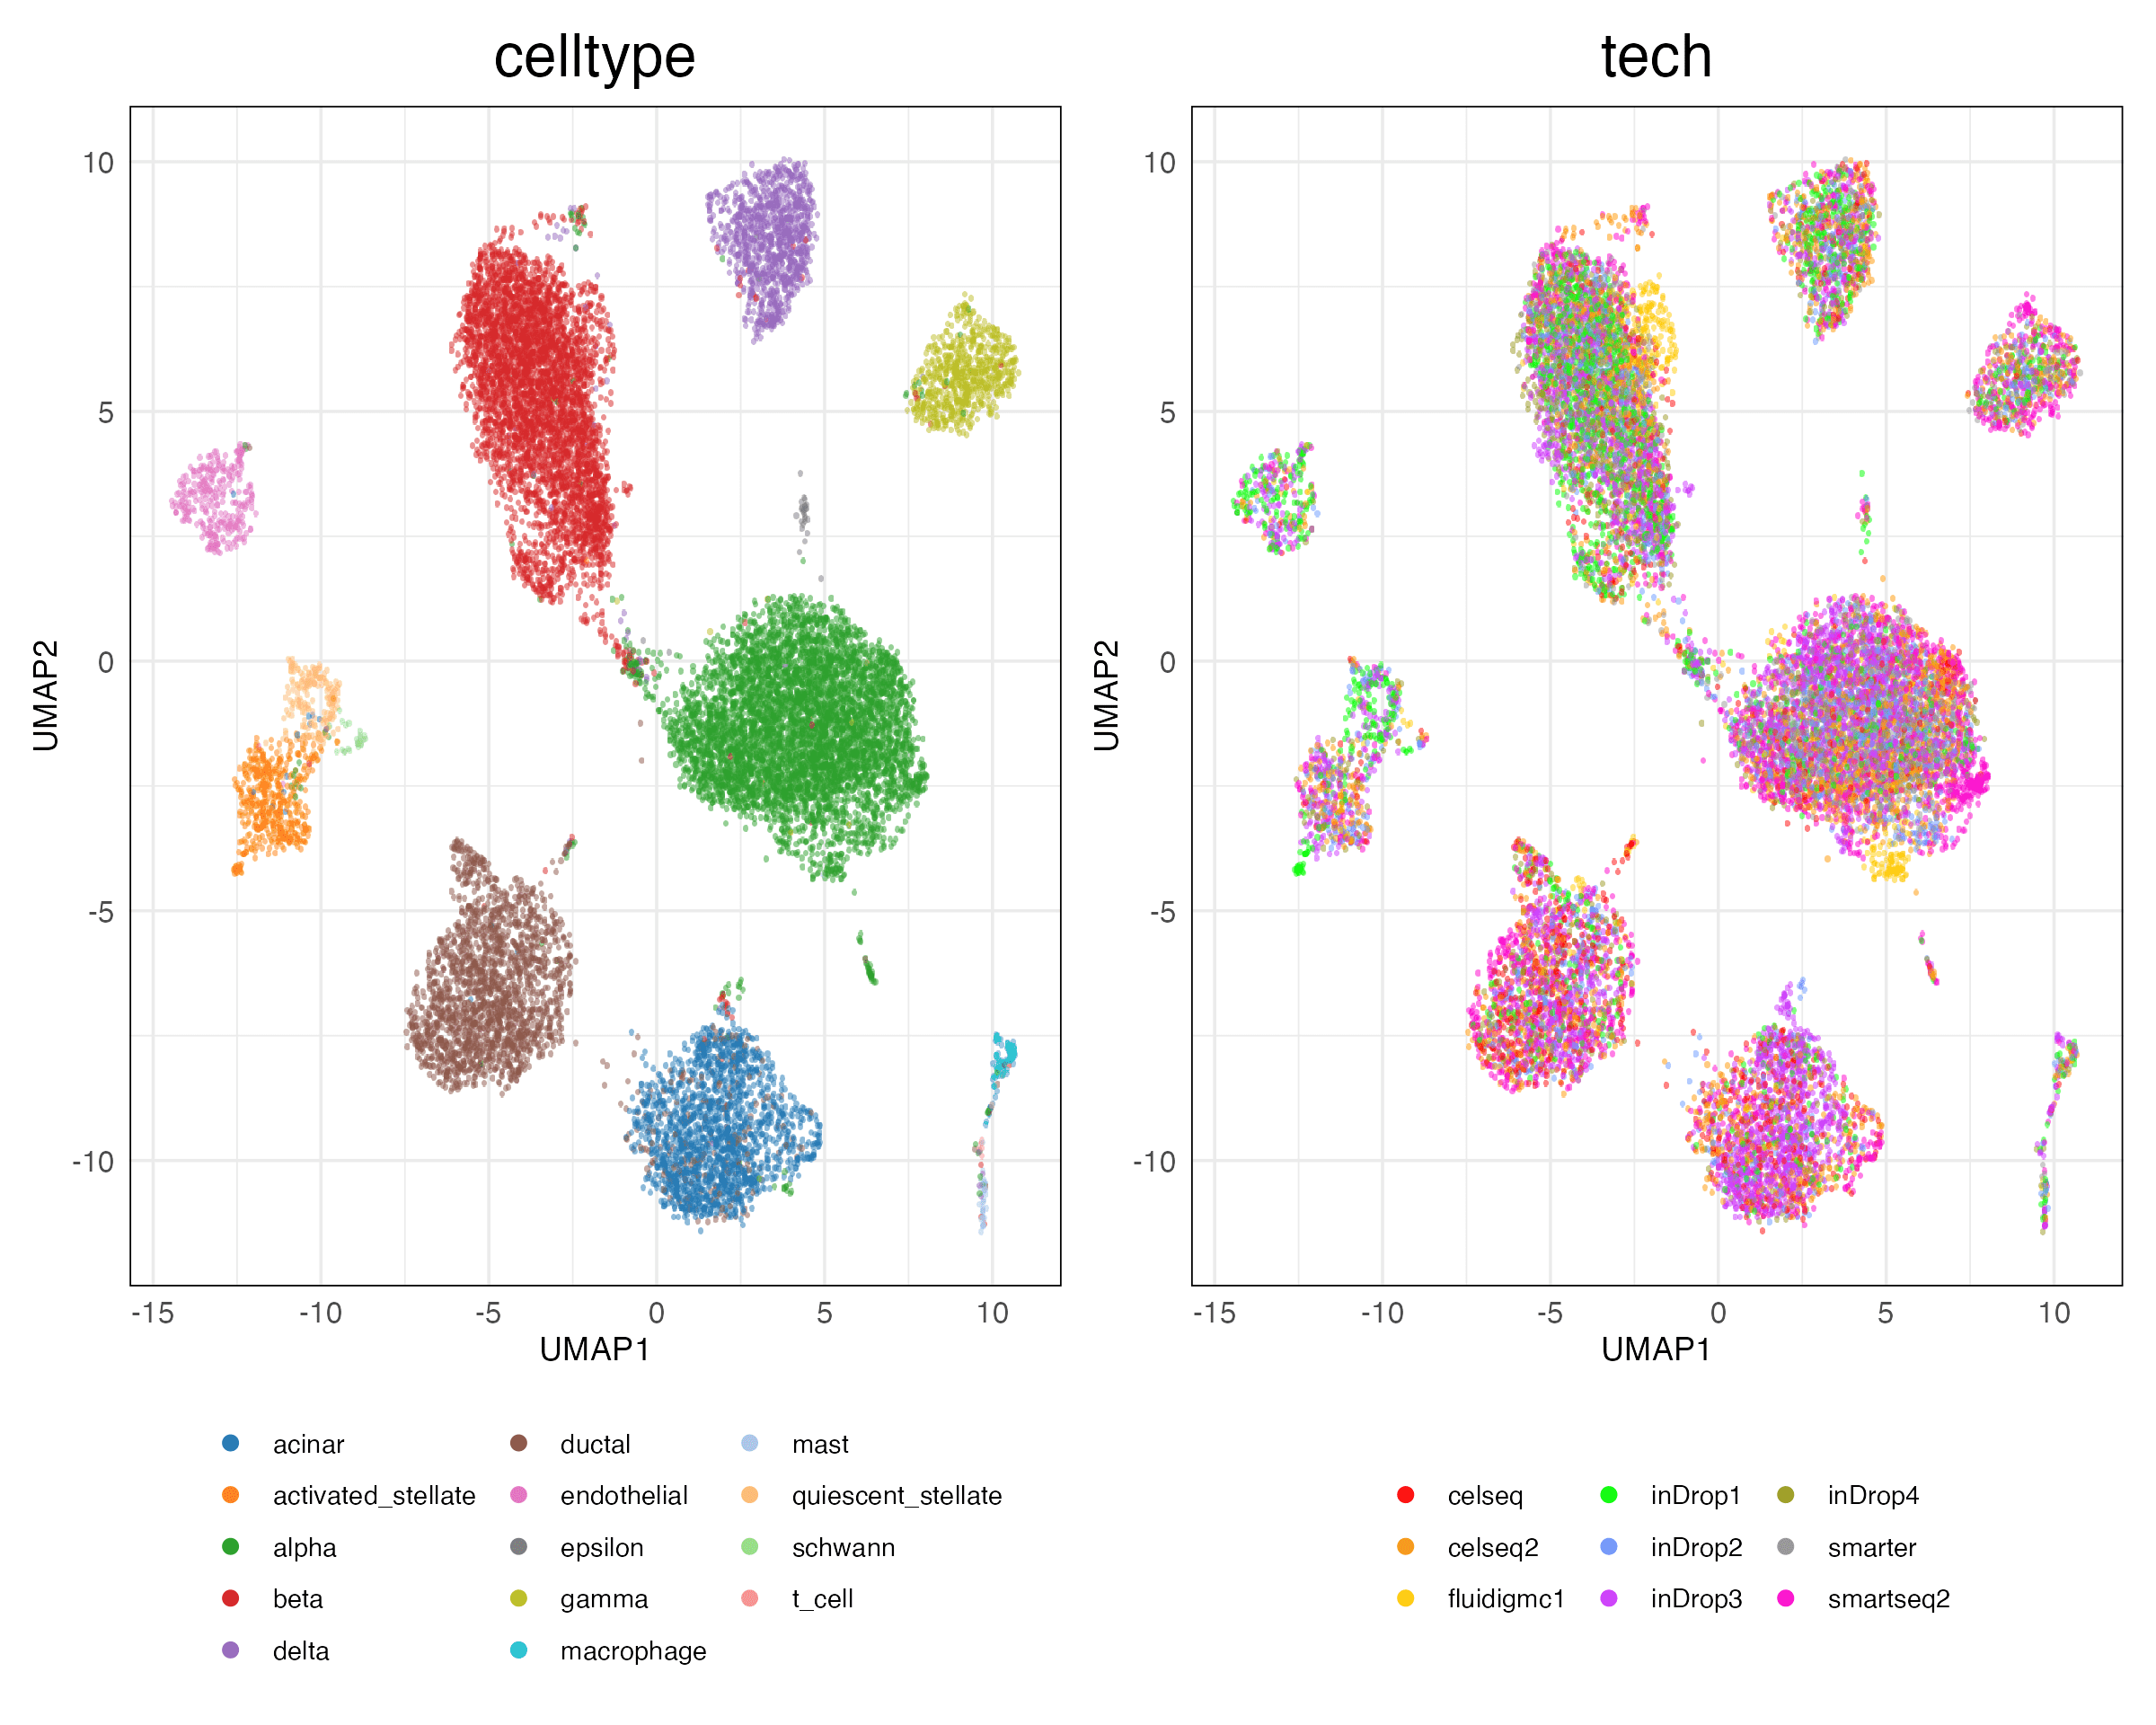 celltype
10
5
0
-5
-10
UMAP2
-15 -10 -5 0 5 10
UMAP1
acinar
activated_stellate
alpha
beta
delta
ductal
endothelial
epsilon
gamma
macrophage
mast
quiescent_stellate
schwann
t_cell
tech
10
5
0
-5
-10
UMAP2
-15 -10 -5 0 5 10
UMAP1
celseq
celseq2
fluidigmc1
inDrop1
inDrop2
inDrop3
inDrop4
smarter
smartseq2